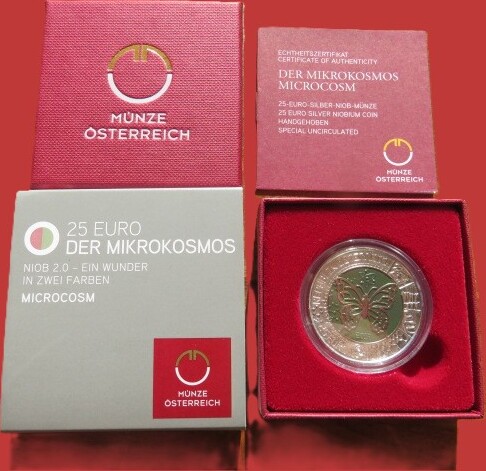 MÜNZE
ÖSTERREICH
ECHTHEITSZERTIFIKAT
CERTIFICATE OF AUTHENTICITY
DER MIKROKOSMOS
MICROCOSM
25-EURO-SILBER-NIOB-MÜNZE
25 EURO SILVER NIOBIUM COIN
HANDGEHOBEN
SPECIAL UNCIRCULATED
MÜNZE
ÖSTERREICH
25 EURO
DER MIKROKOSMOS
NIOB 2.0 – EIN WUNDER
IN ZWEI FARBEN
MICROCOSM
MÜNZE
ÖSTERREICH